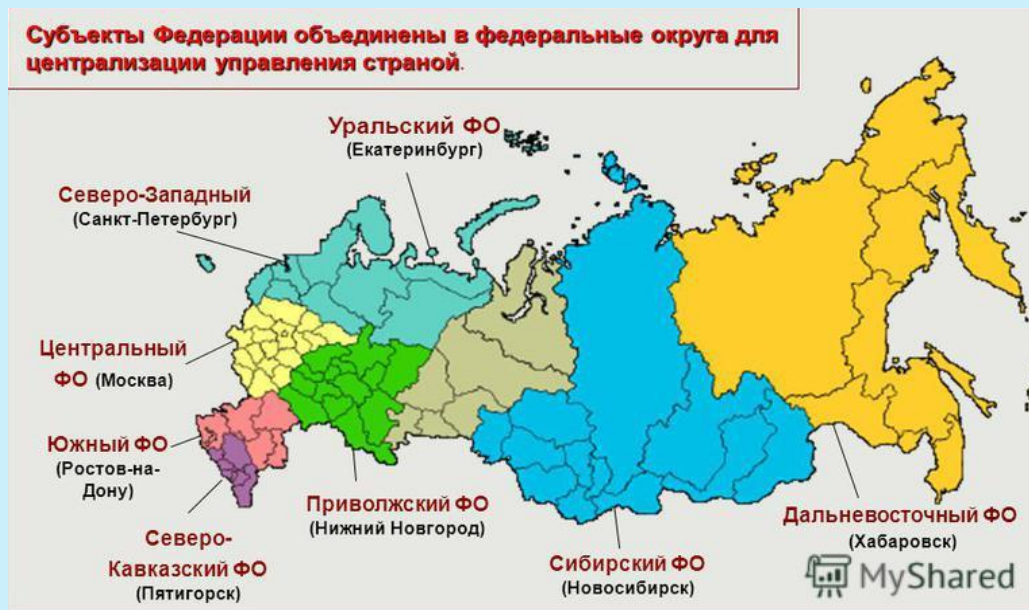 Субъекты Федерации объединены в федеральные округа для
централизации управления страной.
Уральский ФО
(Екатеринбург)
Северо-Западный
(Санкт-Петербург)
Центральный
ФО (Москва)
Южный ФО
(Ростов-на-
Дону)
Северо-
Кавказский ФО
(Пятигорск)
Приволжский ФО
(Нижний Новгород)
Сибирский ФО
(Новосибирск)
Дальневосточный ФО
(Хабаровск)
MyShared